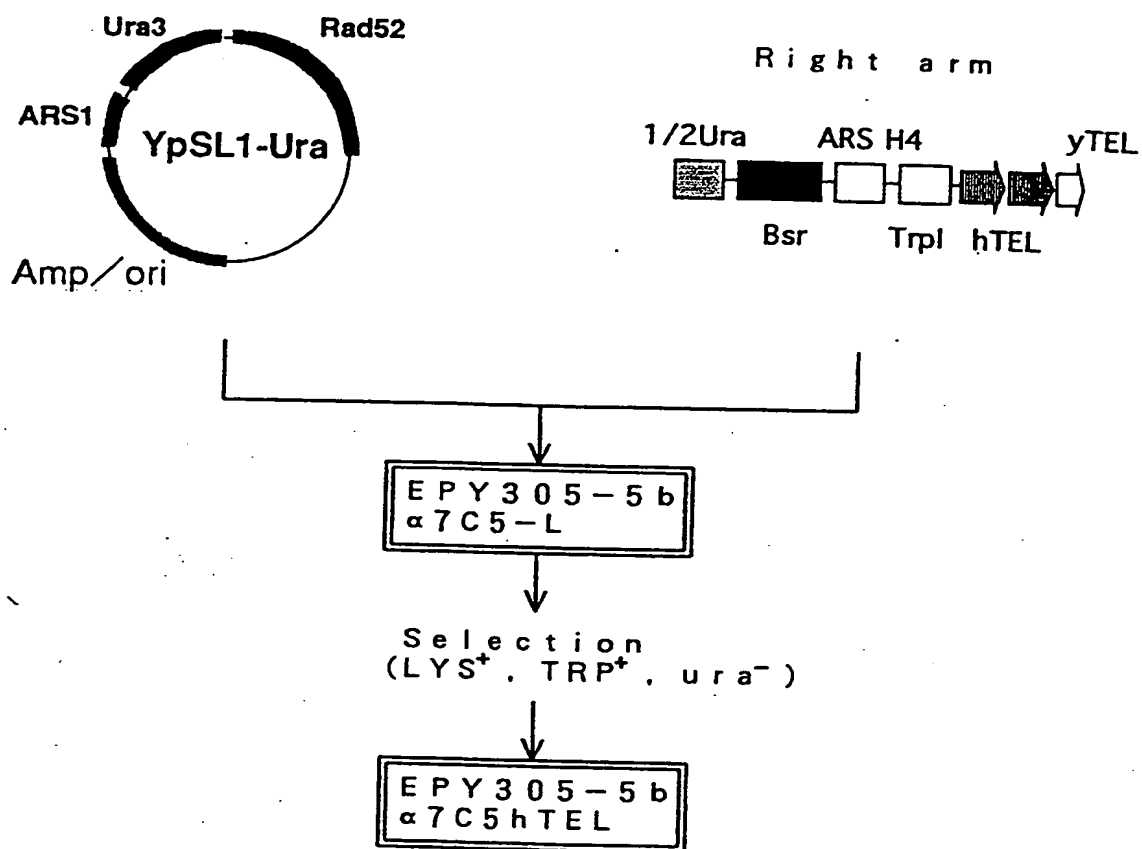 Ura3
Rad52
ARS1
YpSL1-Ura
Amp/ori
Right arm
1/2Ura
ARS H4
yTEL
Bsr
TrpI
hTEL
EPY305-5b
α7C5-L
Selection
(LYS⁺, TRP⁺, ura⁻)
EPY305-5b
α7C5hTEL